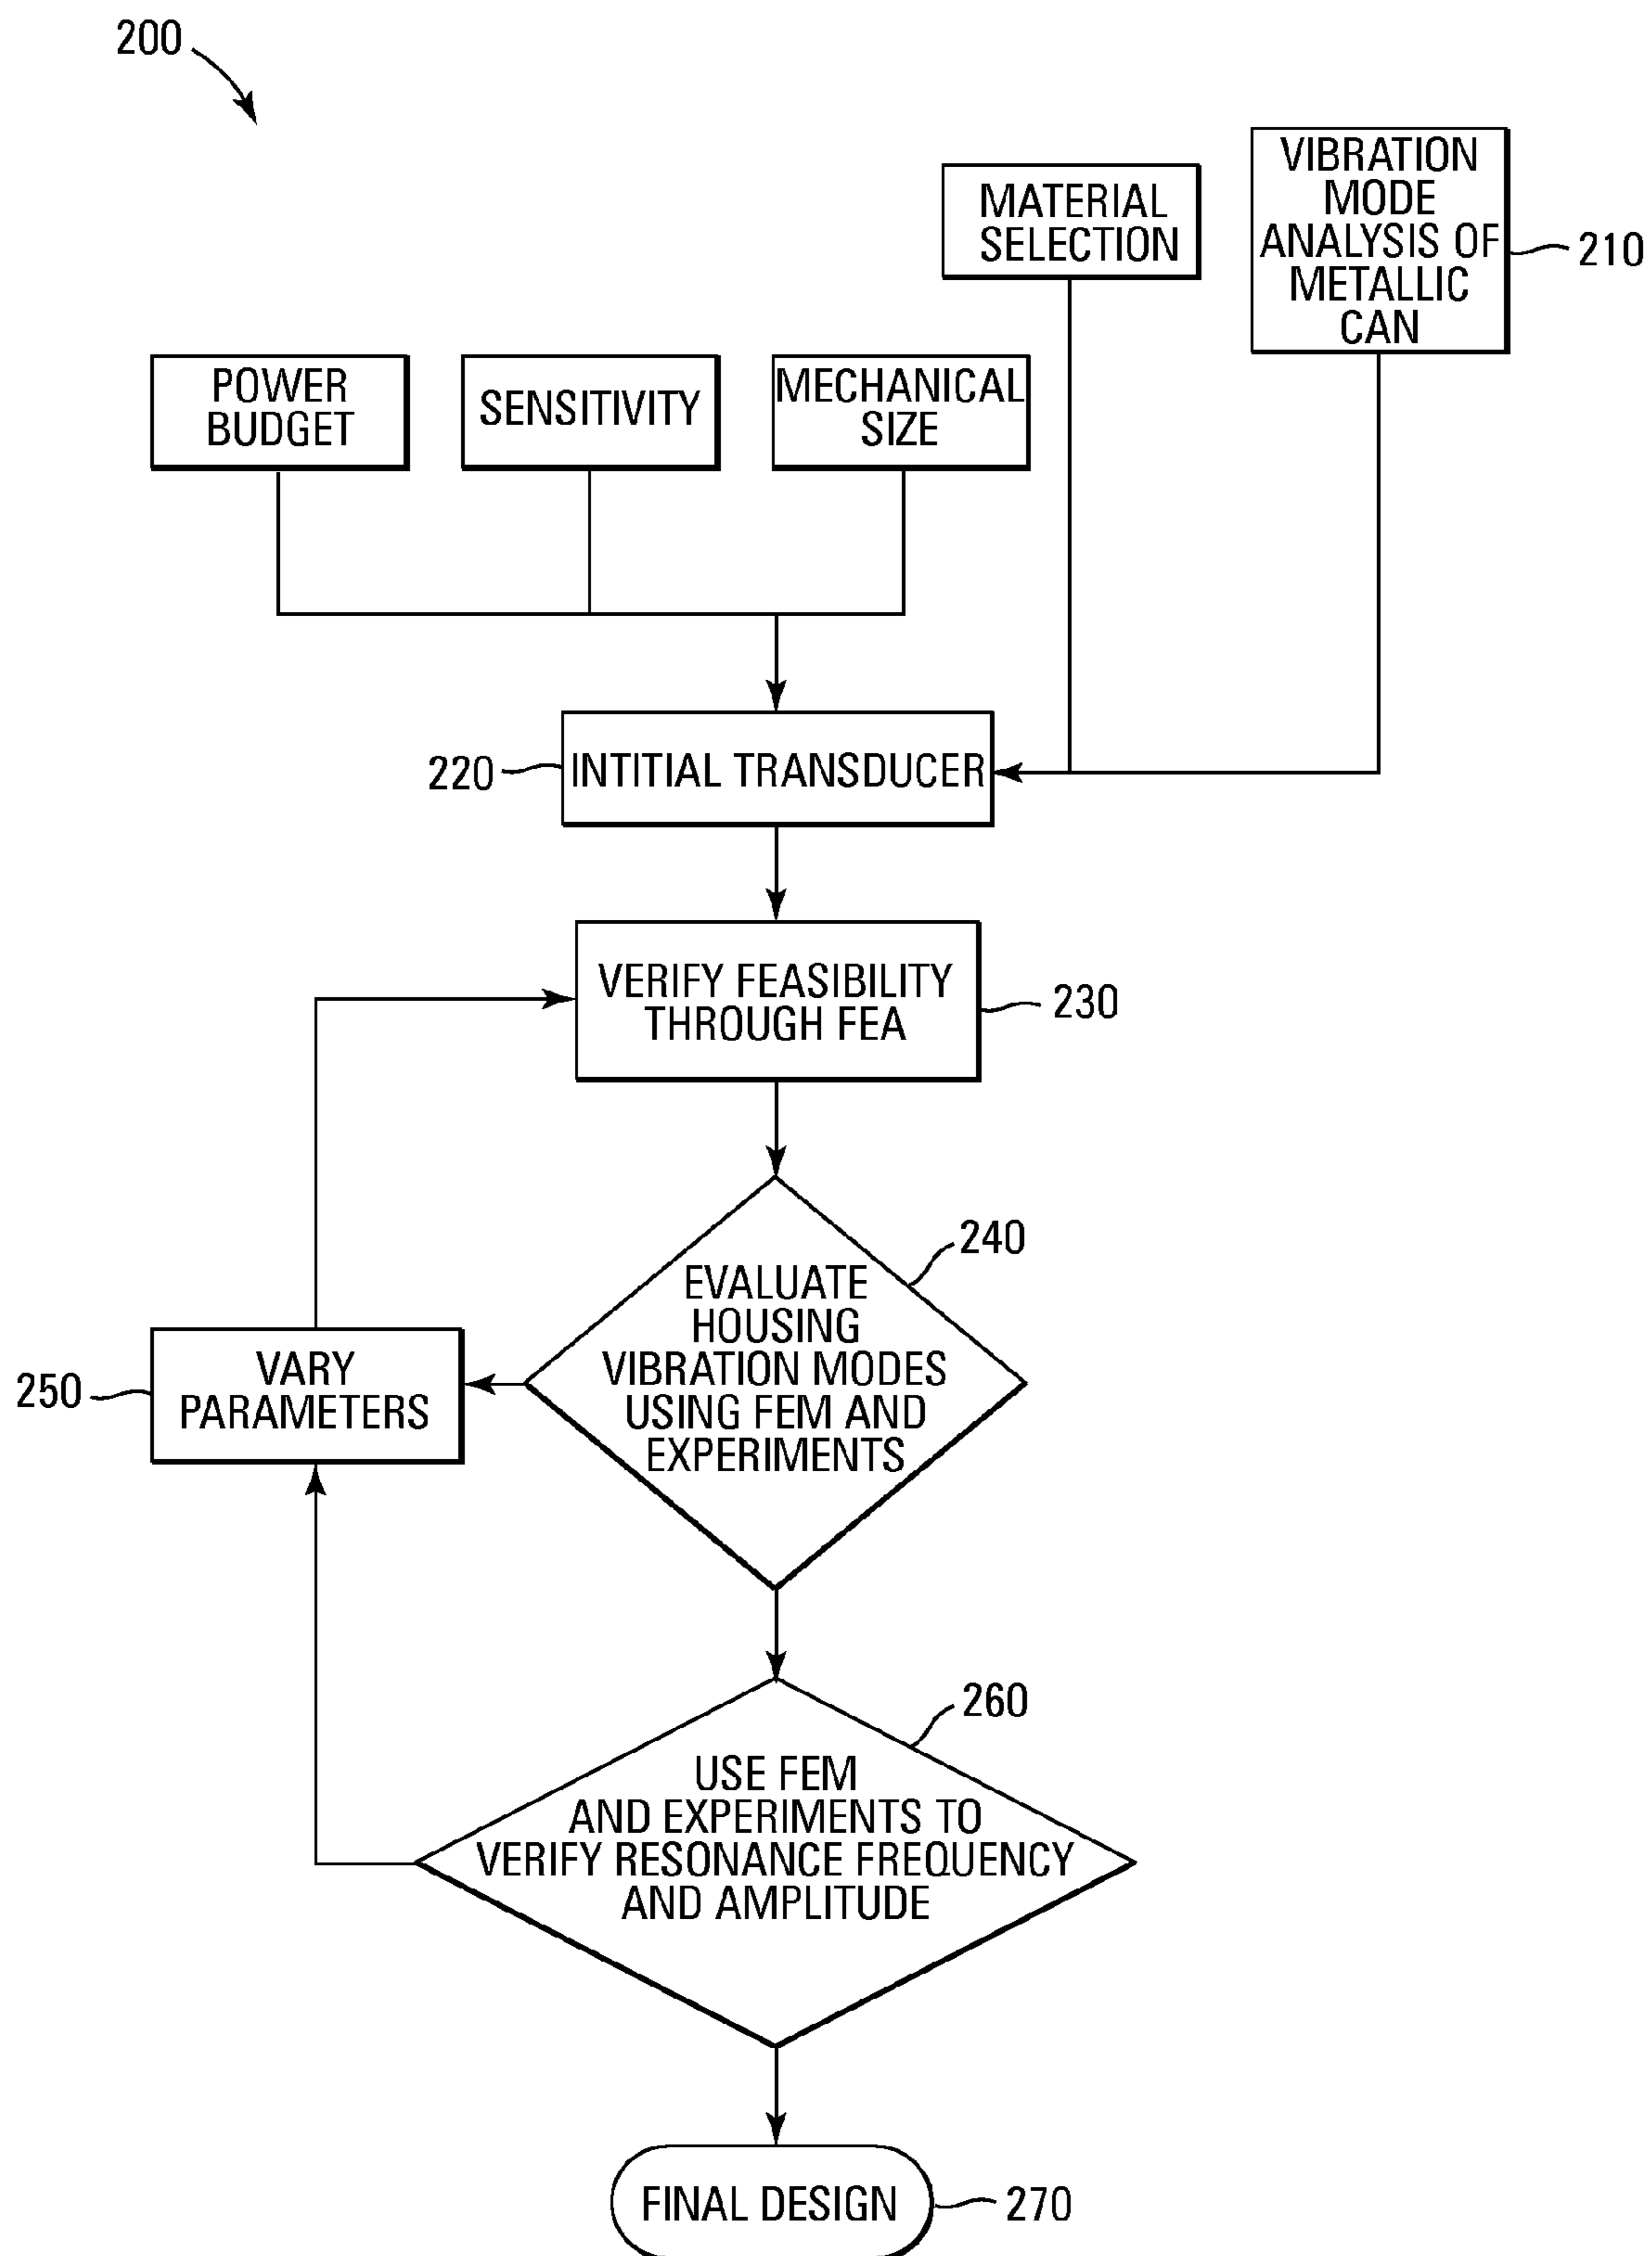 200
VIBRATION
MODE
ANALYSIS OF
METALLIC
CAN
210
MATERIAL
SELECTION
POWER
BUDGET
SENSITIVITY
MECHANICAL
SIZE
220
INTITIAL TRANSDUCER
VERIFY FEASIBILITY
THROUGH FEA
230
240
EVALUATE
HOUSING
VIBRATION MODES
USING FEM AND
EXPERIMENTS
250
VARY
PARAMETERS
260
USE FEM
AND EXPERIMENTS TO
VERIFY RESONANCE FREQUENCY
AND AMPLITUDE
FINAL DESIGN
270